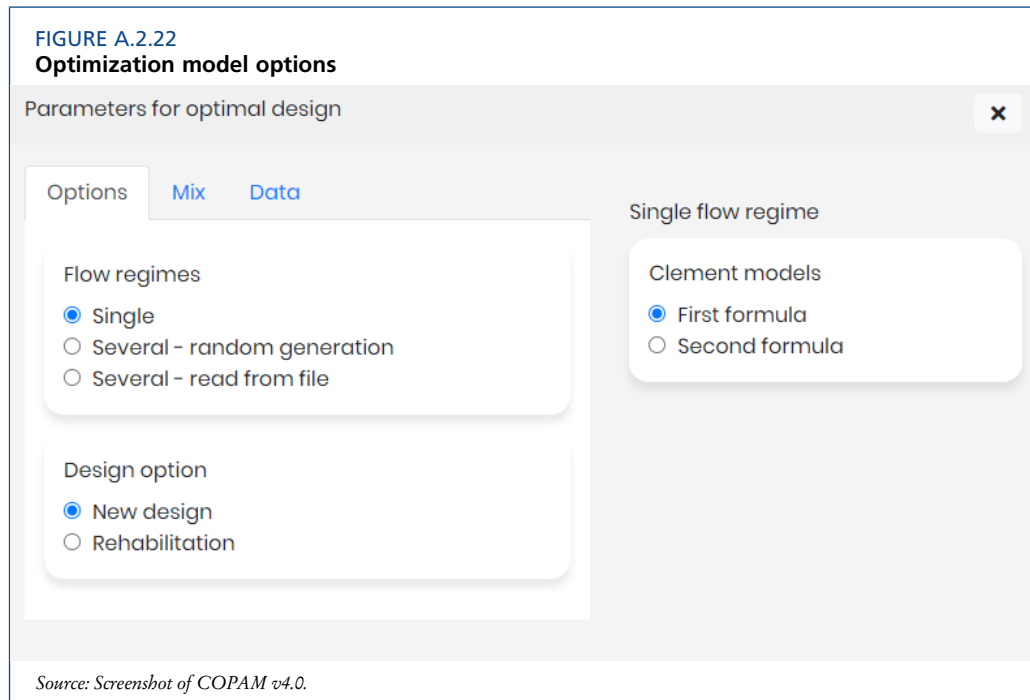 FIGURE A.2.22
Optimization model options
Parameters for optimal design
Options Mix Data
Flow regimes
Single
Several - random generation
Several - read from file
Design option
New design
Rehabilitation
Single flow regime
Clement models
First formula
Second formula
Source: Screenshot of COPAM v4.0.